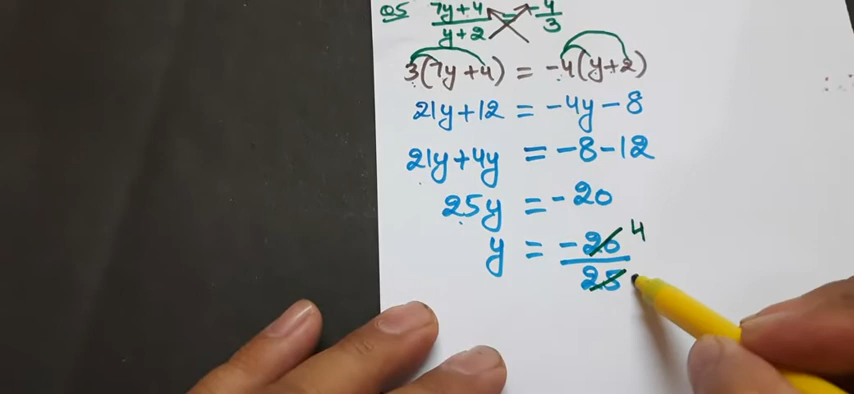 Q5 7y+4/y+2 = -4/3
3(7y+4) = -4(y+2)
21y+12 = -4y-8
21y+4y = -8-12
25y = -20
y = -20/25 4